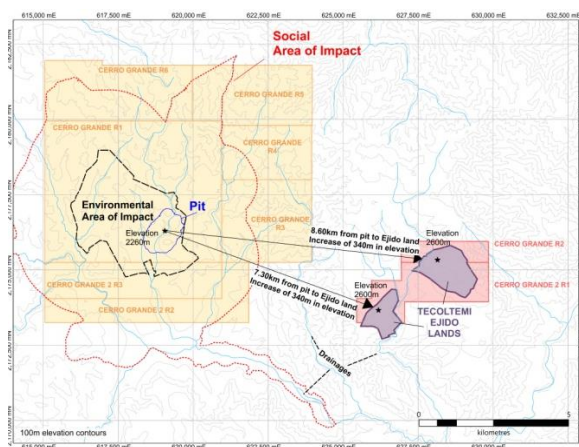 615,000 mE
617,500 mE
620,000 mE
622,500 mE
625,000 mE
627,500 mE
630,000 mE
632,500 mE
Social
Area of Impact
CERRO GRANDE R6
CERRO GRANDE R5
CERRO GRANDE R1
CERRO GRANDE
R4
Environmental
Area of Impact
Pit
Elevation
2260m
CERRO GRANDE
R3
8.60km from pit to Ejido land
Increase of 340m in elevation
Elevation
2600m
CERRO GRANDE R2
7.30km from pit to Ejido land
Increase of 340m in elevation
Elevation
2600m
CERRO GRANDE 2 R1
CERRO GRANDE 2 R3
CERRO GRANDE 2 R2
TECOLTEMI
EJIDO
LANDS
Drainages
100m elevation contours
0
5
kilometres